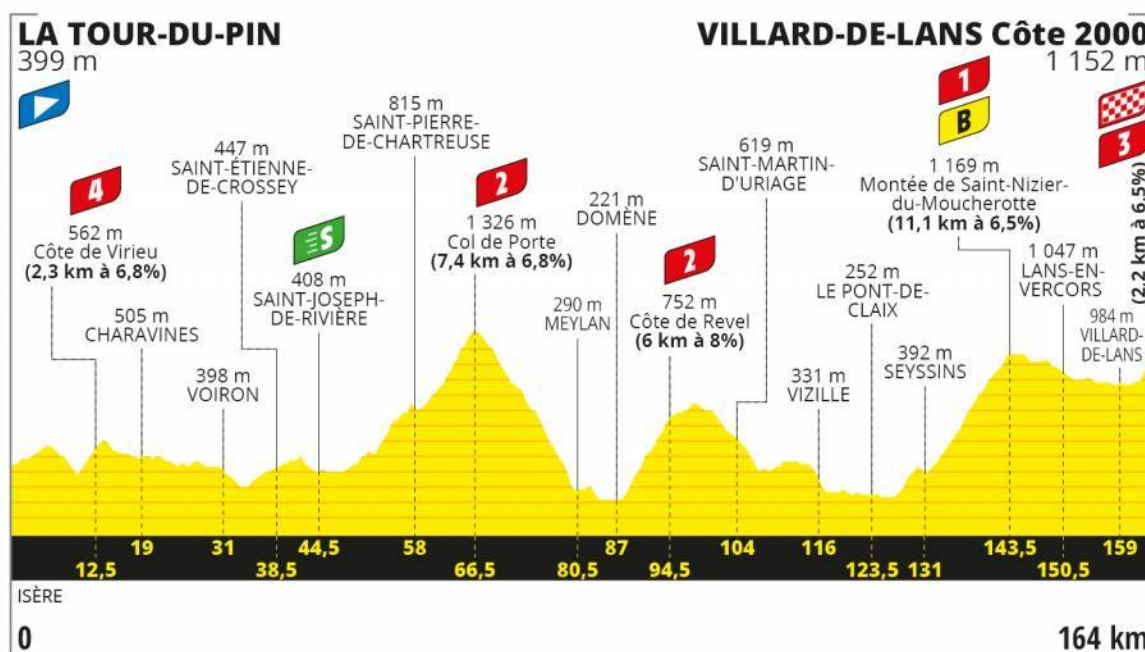 LA TOUR-DU-PIN
399 m
VILLARD-DE-LANS Côte 2000
1 152 m
4
562 m
Côte de Virieu
(2,3 km à 6,8%)
505 m
CHARAVINES
398 m
VOIRON
447 m
SAINT-ÉTIENNE-
DE-CROSSEY
S
408 m
SAINT-JOSEPH-
DE-RIVIÈRE
815 m
SAINT-PIERRE-
DE-CHARTREUSE
2
1 326 m
Col de Porte
(7,4 km à 6,8%)
290 m
MEYLAN
221 m
DOMÈNE
2
752 m
Côte de Revel
(6 km à 8%)
619 m
SAINT-MARTIN-
D'URIAGE
331 m
VIZILLE
252 m
LE PONT-DE-
CLAIX
392 m
SEYSSINS
1
B
1 169 m
Montée de Saint-Nizier-
du-Moucherotte
(11,1 km à 6,5%)
1 047 m
LANS-EN-
VERCORS
984 m
VILLARD-
DE-LANS
3
(2,2 km à 6,5%)
19 31 44,5 58 87 104 116 143,5 159
12,5 38,5 66,5 80,5 94,5 123,5 131 150,5
ISÈRE
0
164 km